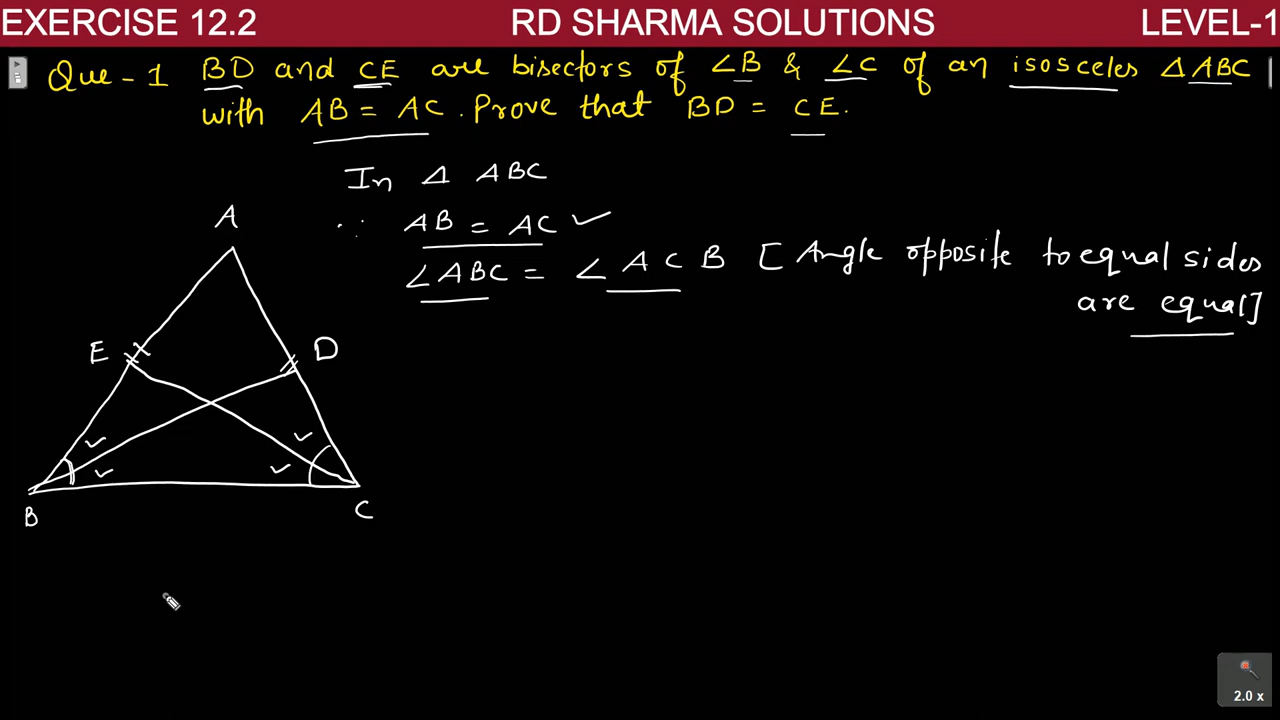 EXERCISE 12.2 RD SHARMA SOLUTIONS LEVEL-1
Que - 1 BD and CE are bisectors of ∠B & ∠C of an isosceles △ABC
with AB = AC. Prove that BD = CE.
In △ ABC
∵ AB = AC ✓
∠ABC = ∠ACB [Angle opposite to equal sides
are equal]
A
E D
B C
2.0 x